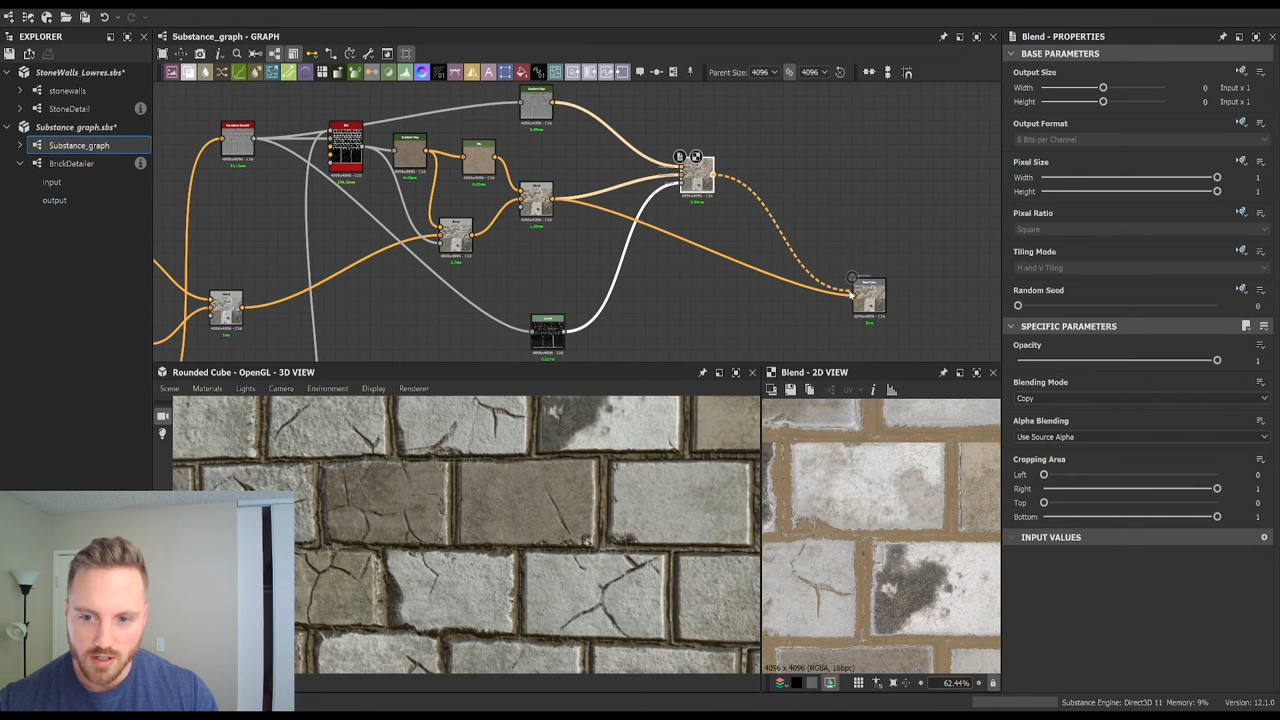 EXPLORER
StoneWalls_Lowres.sbs*
stonewalls
StoneDetail
Substance_graph.sbs*
Substance_graph
BrickDetailer
input
output
Substance_graph - GRAPH
Parent Size: 4096
4096
Rounded Cube - OpenGL - 3D VIEW
Scene
Materials
Lights
Camera
Environment
Display
Renderer
Blend - 2D VIEW
UV
4096 x 4096 (RGBA, 16bpc)
62.44%
Blend - PROPERTIES
BASE PARAMETERS
Output Size
Width 0 Input x 1
Height 0 Input x 1
Output Format
8 Bits per Channel
Pixel Size
Width 1
Height 1
Pixel Ratio
Square
Tiling Mode
H and V Tiling
Random Seed
0
SPECIFIC PARAMETERS
Opacity
1
Blending Mode
Copy
Alpha Blending
Use Source Alpha
Cropping Area
Left 0
Right 1
Top 0
Bottom 1
INPUT VALUES
Substance Engine: Direct3D 11 Memory: 9% Version: 12.1.0